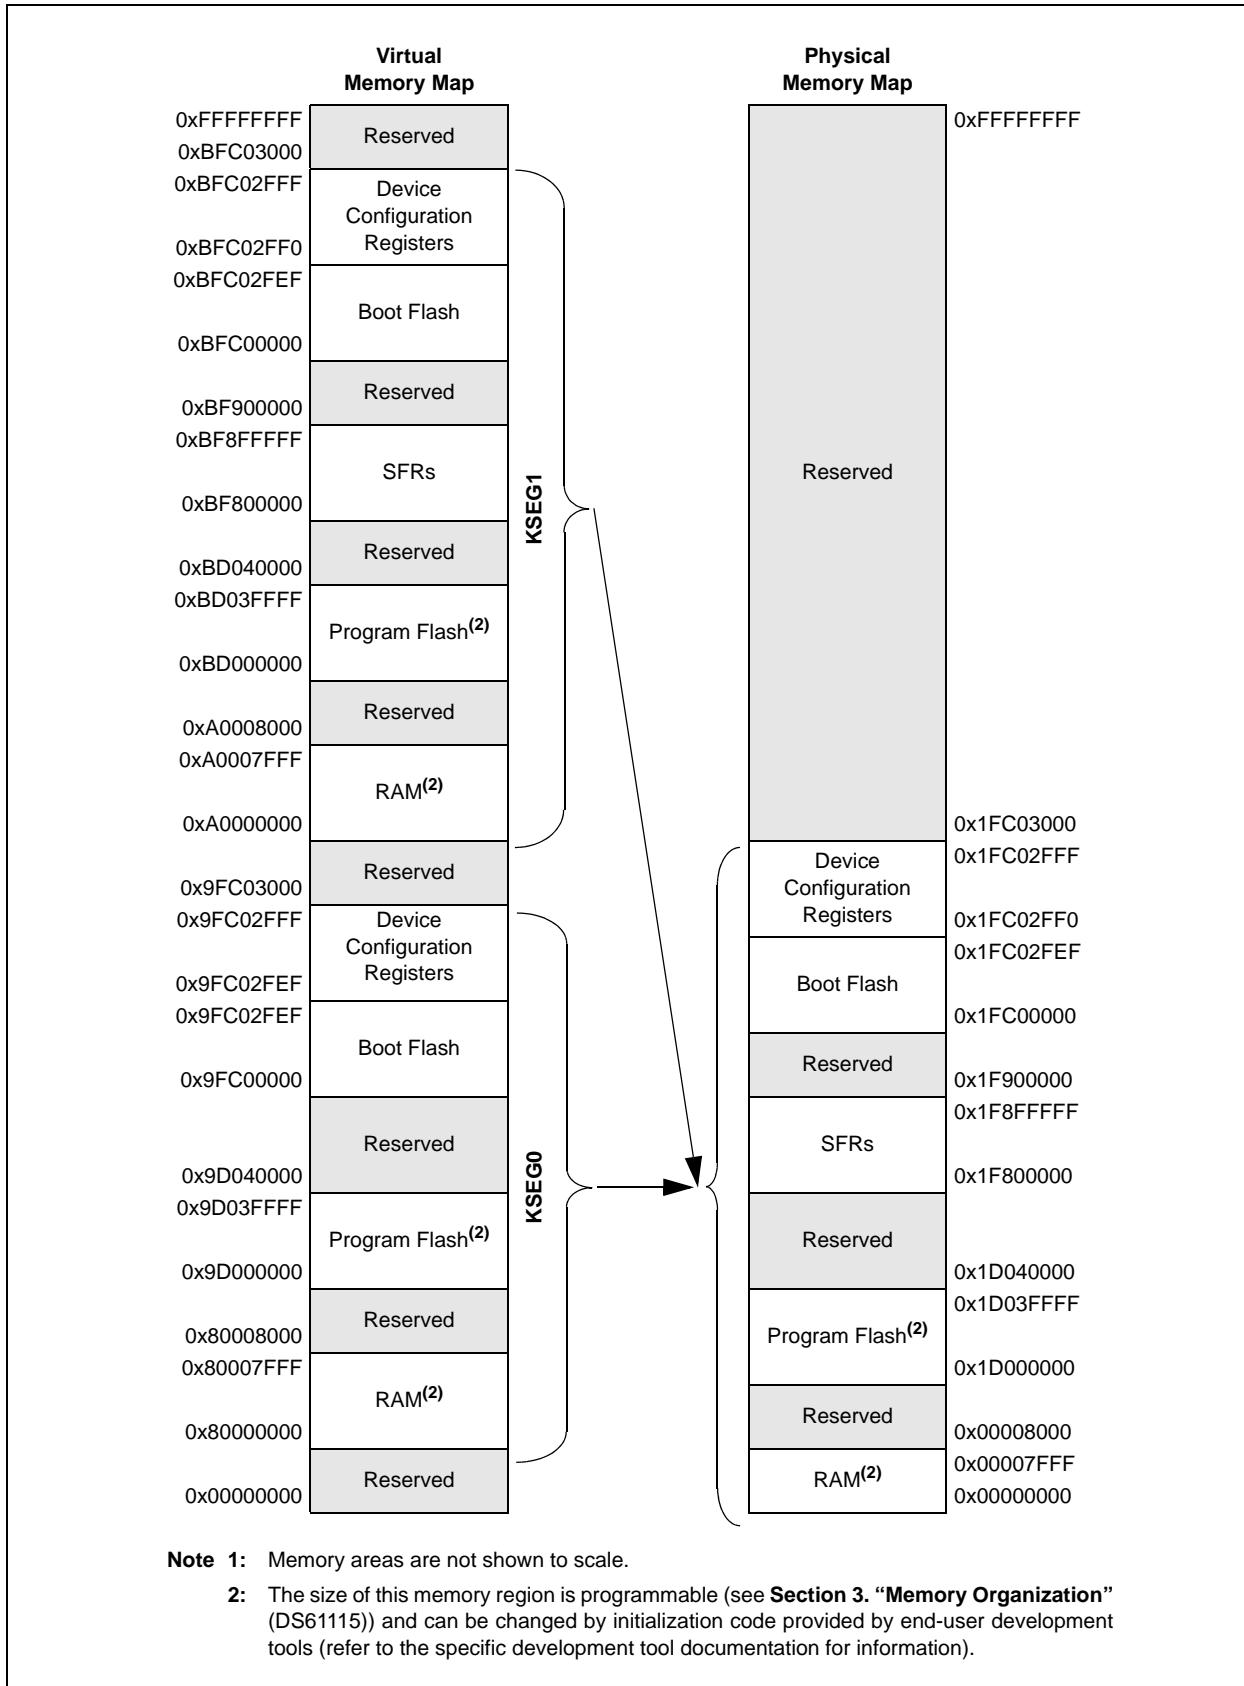 Virtual
Memory Map
0xFFFFFFFF
Reserved
0xBFC03000
0xBFC02FFF
Device
Configuration
Registers
0xBFC02FF0
0xBFC02FEF
Boot Flash
0xBFC00000
Reserved
0xBF900000
0xBF8FFFFF
SFRs
0xBF800000
Reserved
0xBD040000
0xBD03FFFF
Program Flash(2)
0xBD000000
Reserved
0xA0008000
0xA0007FFF
RAM(2)
0xA0000000
KSEG1
Reserved
0x9FC03000
0x9FC02FFF
Device
Configuration
Registers
0x9FC02FEF
0x9FC02FEF
Boot Flash
0x9FC00000
Reserved
0x9D040000
0x9D03FFFF
Program Flash(2)
0x9D000000
Reserved
0x80008000
0x80007FFF
RAM(2)
0x80000000
KSEG0
Reserved
0x00000000
Physical
Memory Map
0xFFFFFFFF
Reserved
0x1FC03000
0x1FC02FFF
Device
Configuration
Registers
0x1FC02FF0
0x1FC02FEF
Boot Flash
0x1FC00000
Reserved
0x1F900000
0x1F8FFFFF
SFRs
0x1F800000
Reserved
0x1D040000
0x1D03FFFF
Program Flash(2)
0x1D000000
Reserved
0x00008000
0x00007FFF
RAM(2)
0x00000000
Note 1: Memory areas are not shown to scale.
2: The size of this memory region is programmable (see Section 3. “Memory Organization”
(DS61115)) and can be changed by initialization code provided by end-user development
tools (refer to the specific development tool documentation for information).